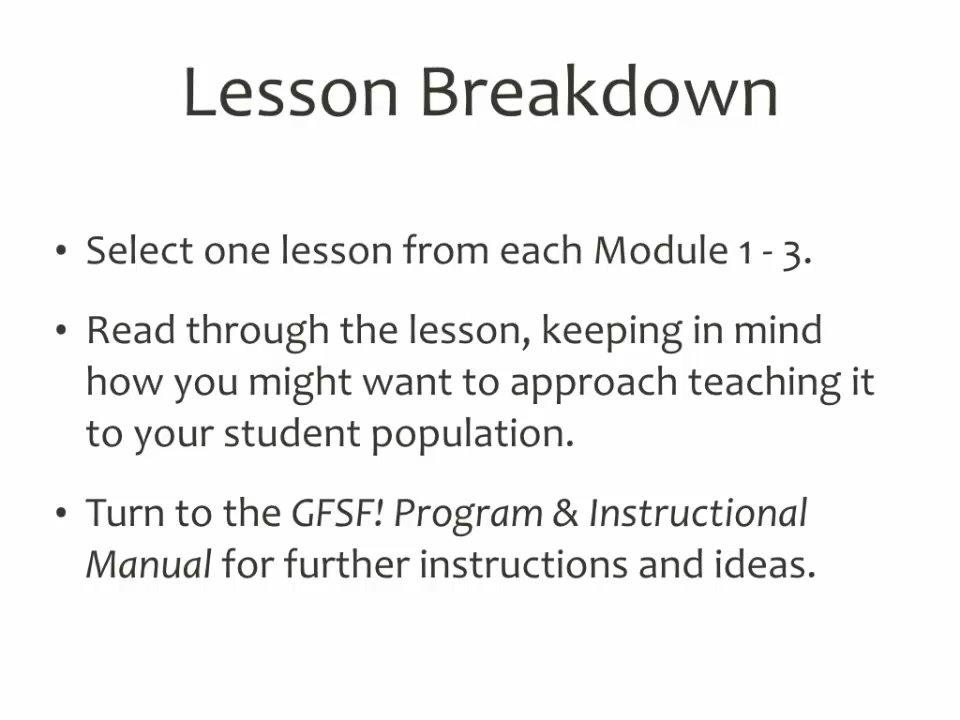 Lesson Breakdown
• Select one lesson from each Module 1 - 3.
• Read through the lesson, keeping in mind
how you might want to approach teaching it
to your student population.
• Turn to the GFSF! Program & Instructional
Manual for further instructions and ideas.